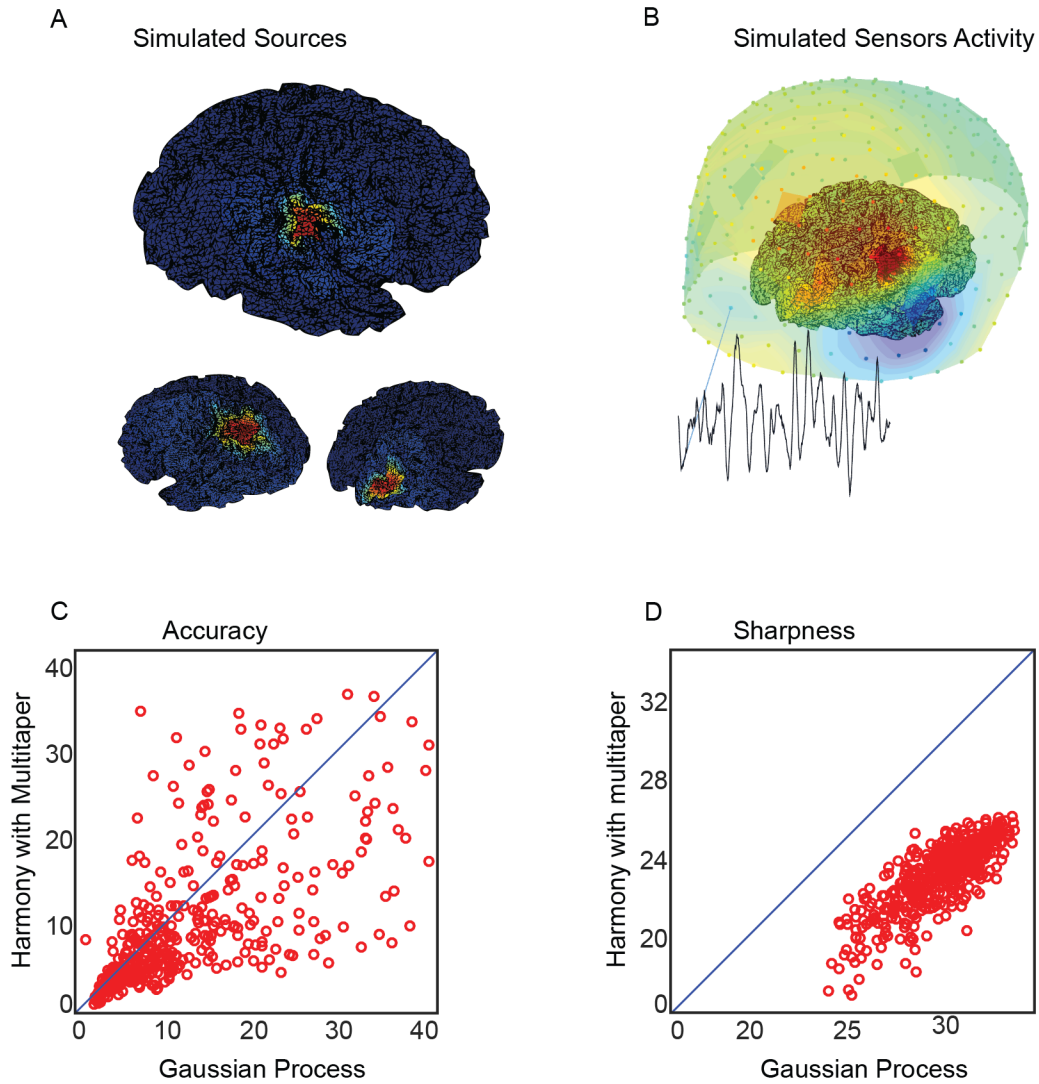 A
Simulated Sources
B
Simulated Sensors Activity
C
Accuracy
Harmony with Multitaper
40
30
20
10
0
0
10
20
30
40
Gaussian Process
D
Sharpness
Harmony with multitaper
32
28
24
20
0
0
20
25
30
Gaussian Process